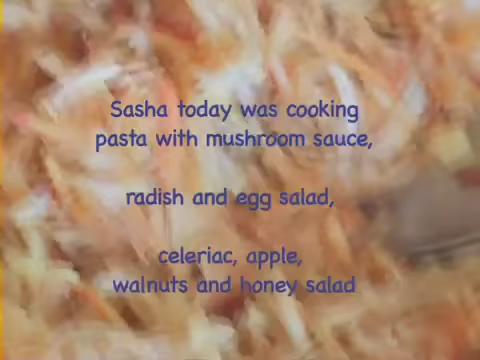 Sasha today was cooking
pasta with mushroom sauce,
radish and egg salad,
celeriac, apple,
walnuts and honey salad